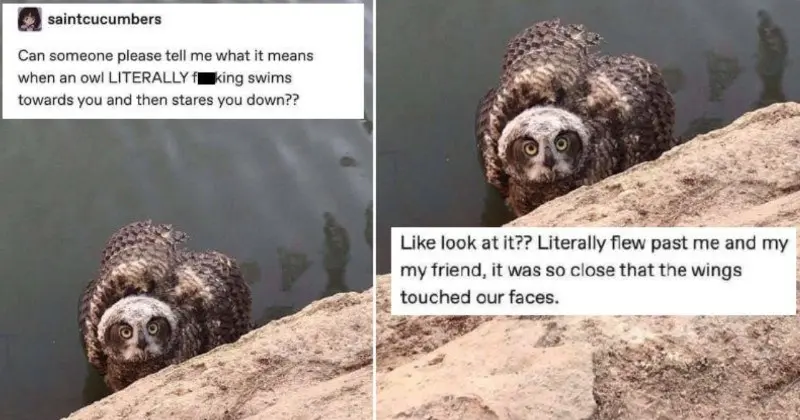 saintcucumbers
Can someone please tell me what it means
when an owl LITERALLY f king swims
towards you and then stares you down??
Like look at it?? Literally flew past me and my
my friend, it was so close that the wings
touched our faces.